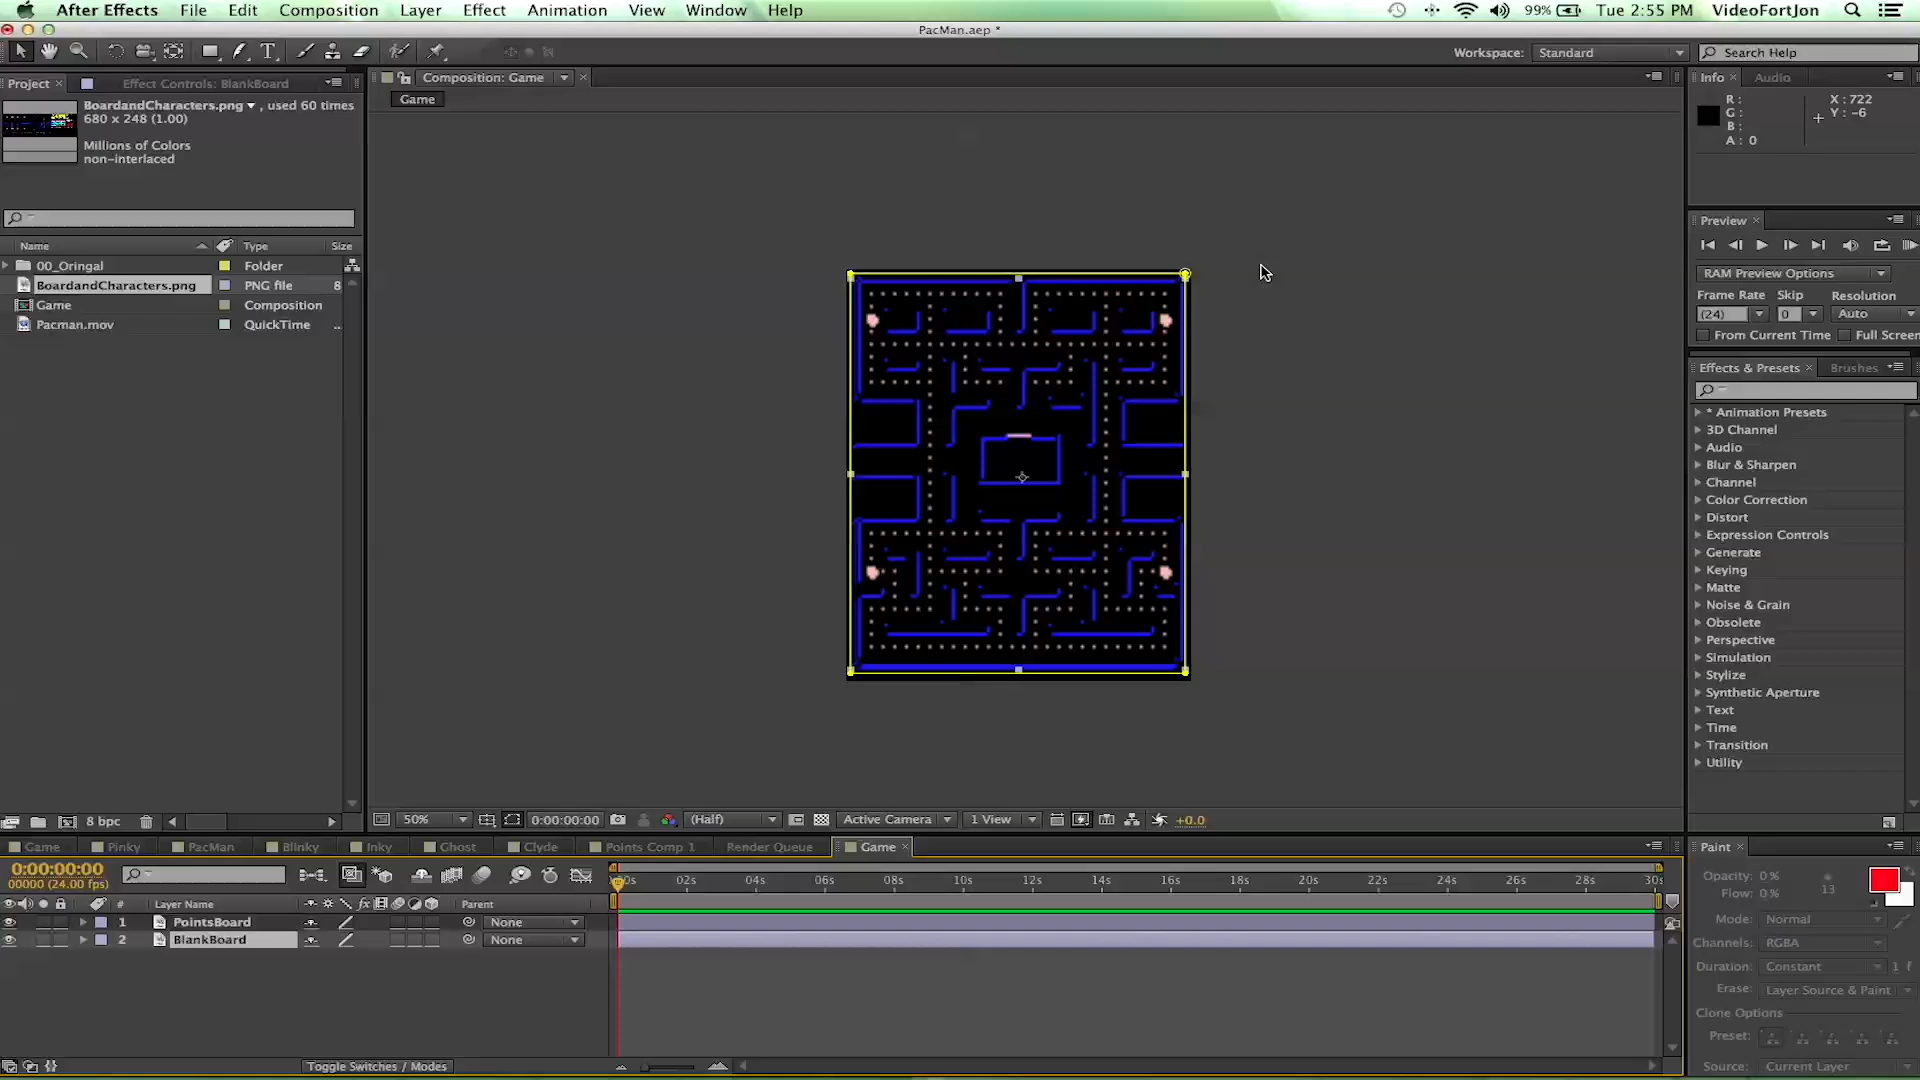 After Effects File Edit Composition Layer Effect Animation View Window Help 99% Tue 2:55 PM VideoFortJon
PacMan.aep *
Workspace: Standard Search Help
Project × Effect Controls: BlankBoard
BoardandCharacters.png , used 60 times
680 x 248 (1.00)
Millions of Colors
non-interlaced
Name Type Size
00_Oringal Folder
BoardandCharacters.png PNG file 8
Game Composition
Pacman.mov QuickTime ..
8 bpc
Composition: Game ×
Game
50% 0:00:00:00 (Half) Active Camera 1 View +0.0
Info × Audio
R : X : 722
G : Y : -6
B :
A : 0
Preview ×
RAM Preview Options
Frame Rate Skip Resolution
(24) 0 Auto
From Current Time Full Screen
Effects & Presets × Brushes
* Animation Presets
3D Channel
Audio
Blur & Sharpen
Channel
Color Correction
Distort
Expression Controls
Generate
Keying
Matte
Noise & Grain
Obsolete
Perspective
Simulation
Stylize
Synthetic Aperture
Text
Time
Transition
Utility
Game Pinky PacMan Blinky Inky Ghost Clyde Points Comp 1 Render Queue Game ×
0:00:00:00
00000 (24.00 fps)
02s 04s 06s 08s 10s 12s 14s 16s 18s 20s 22s 24s 26s 28s 30s
# Layer Name fx Parent
1 PointsBoard None
2 BlankBoard None
Toggle Switches / Modes
Paint ×
Opacity: 0 %
Flow: 0 % 13
Mode: Normal
Channels: RGBA
Duration: Constant 1 f
Erase: Layer Source & Paint
Clone Options
Preset:
Source: Current Layer